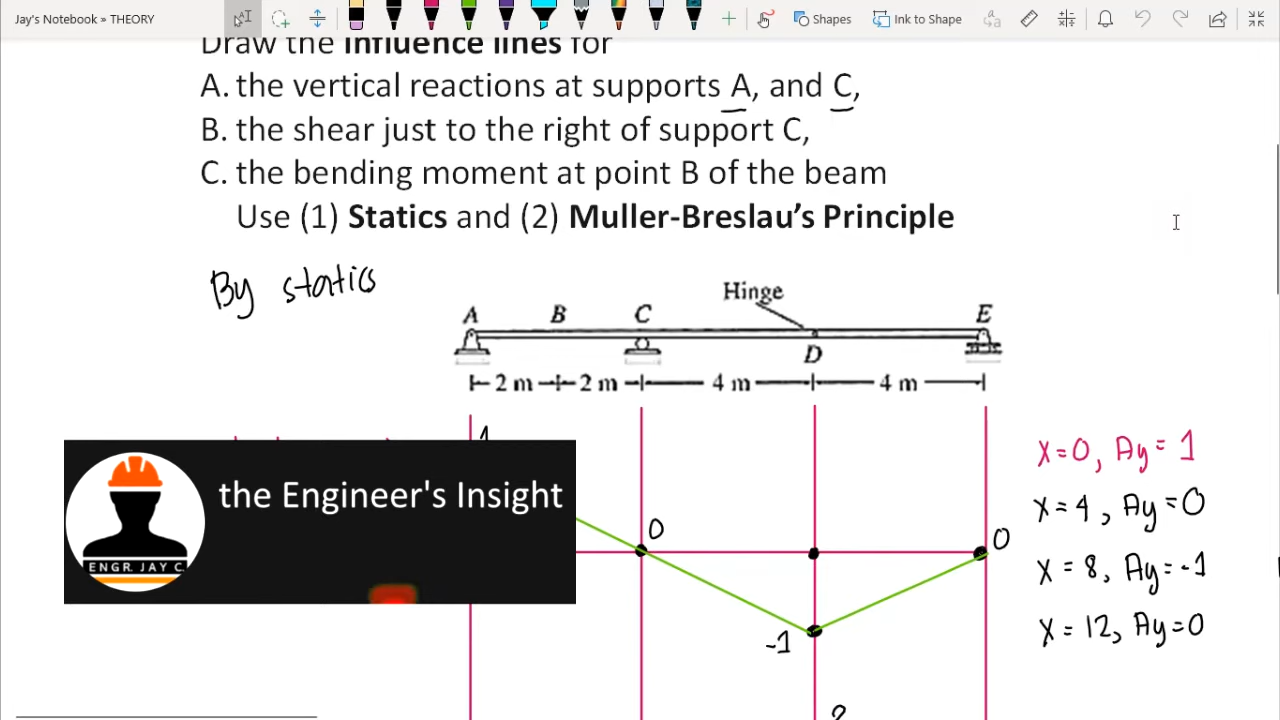 Jay's Notebook » THEORY
Shapes
Ink to Shape
Draw the influence lines for
A. the vertical reactions at supports A, and C,
B. the shear just to the right of support C,
C. the bending moment at point B of the beam
Use (1) Statics and (2) Muller-Breslau's Principle
By statics
Hinge
A B C E
D
2 m 2 m 4 m 4 m
1
X=0, Ay= 1
the Engineer's Insight
X=4, Ay=0
0 0
ENGR. JAY C.
X=8, Ay=-1
X=12, Ay=0
-1